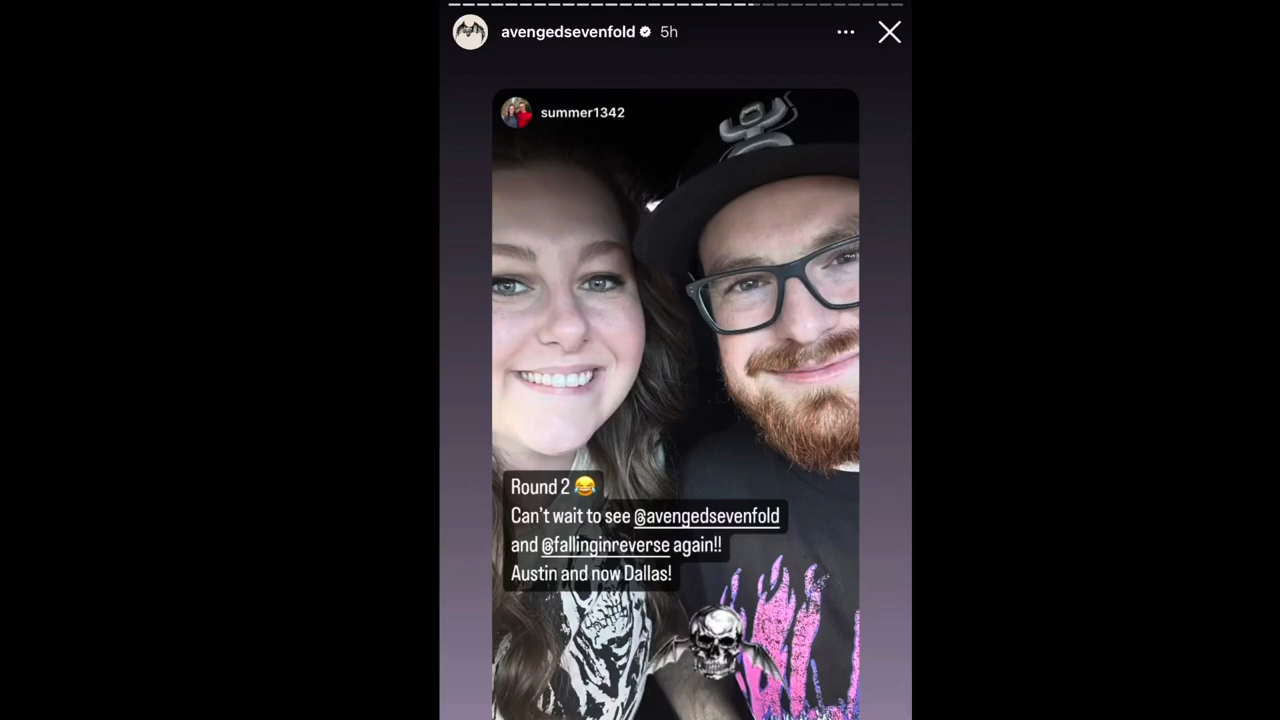 avengedsevenfold 5h
summer1342
Round 2 😂
Can't wait to see @avengedsevenfold
and @fallinginreverse again!!
Austin and now Dallas!